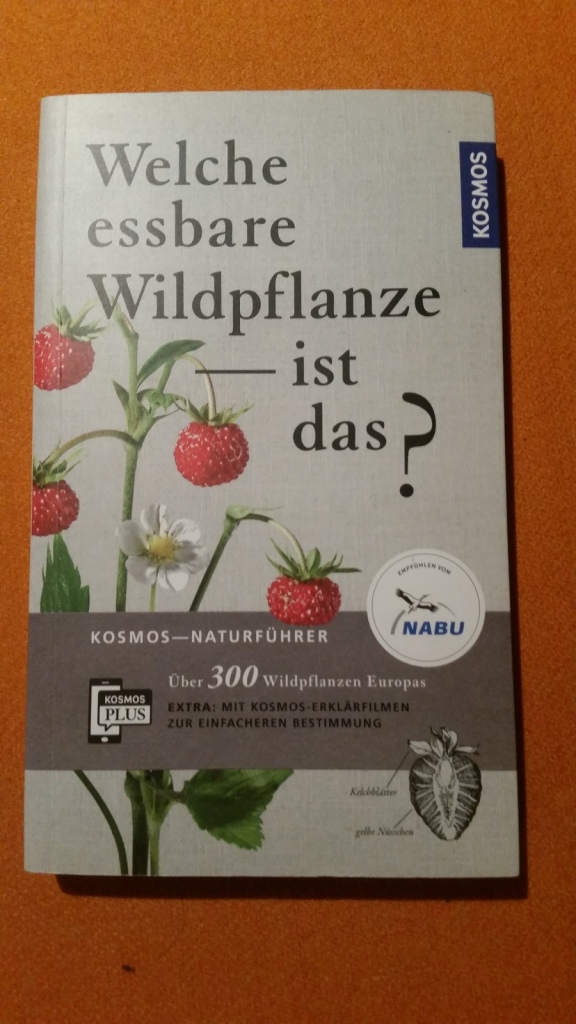 Welche
essbare
Wildpflanze
— ist
das?
KOSMOS
EMPFOHLEN VOM
NABU
KOSMOS—NATURFÜHRER
Über 300 Wildpflanzen Europas
KOSMOS
PLUS
EXTRA: MIT KOSMOS-ERKLÄRFILMEN
ZUR EINFACHEREN BESTIMMUNG
Kelchblätter
gelbe Nüsschen